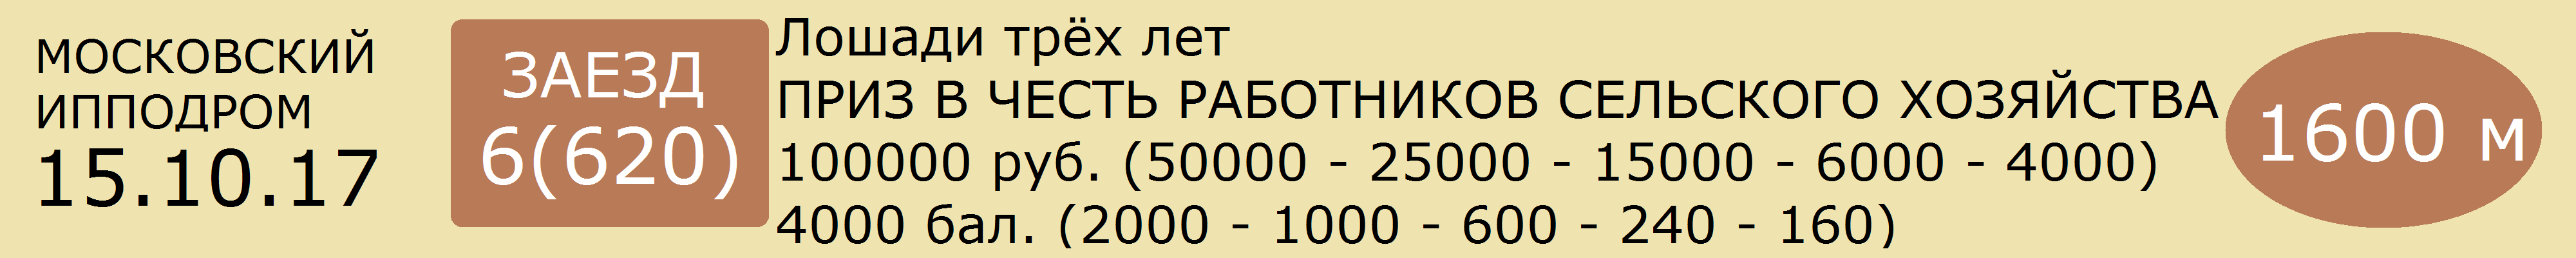 МОСКОВСКИЙ
ИППОДРОМ
15.10.17
ЗАЕЗД
6(620)
Лошади трёх лет
ПРИЗ В ЧЕСТЬ РАБОТНИКОВ СЕЛЬСКОГО ХОЗЯЙСТВА
100000 руб. (50000 - 25000 - 15000 - 6000 - 4000)
4000 бал. (2000 - 1000 - 600 - 240 - 160)
1600 м